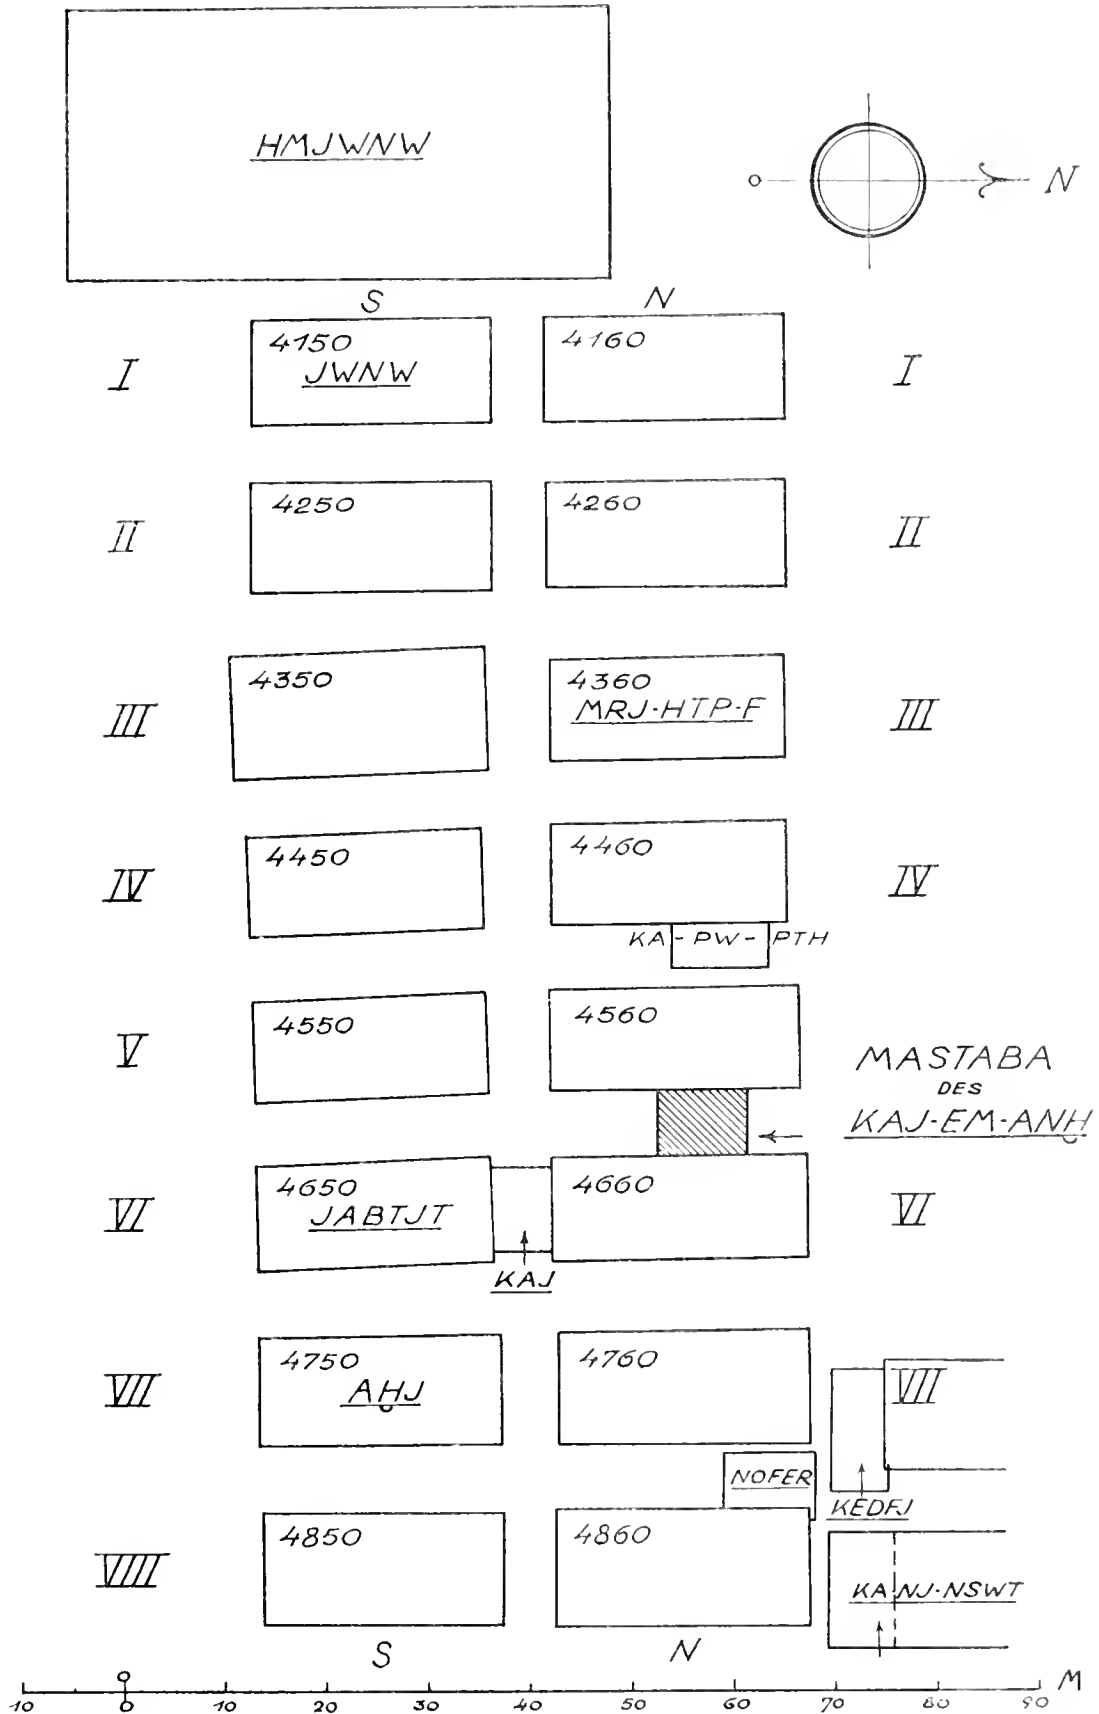 HMJWNW
N
S N
I 4150 4160 I
JWNW
II 4250 4260 II
III 4350 4360 III
MRJ-HTP-F
IV 4450 4460 IV
KA-PW-PTH
V 4550 4560
MASTABA
DES
KAJ-EM-ANḪ
VI 4650 4660 VI
JABTJT
KAJ
VII 4750 4760 VII
AḪJ
NOFER
KEDFJ
VIII 4850 4860
KA NJ-NSWT
S N
10 0 10 20 30 40 50 60 70 80 90 M